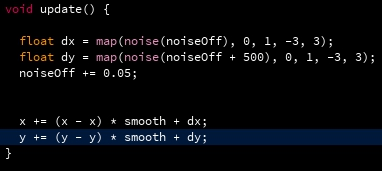 void update() {
float dx = map(noise(noiseOff), 0, 1, -3, 3);
float dy = map(noise(noiseOff + 500), 0, 1, -3, 3);
noiseOff += 0.05;
x += (x - x) * smooth + dx;
y += (y - y) * smooth + dy;
}